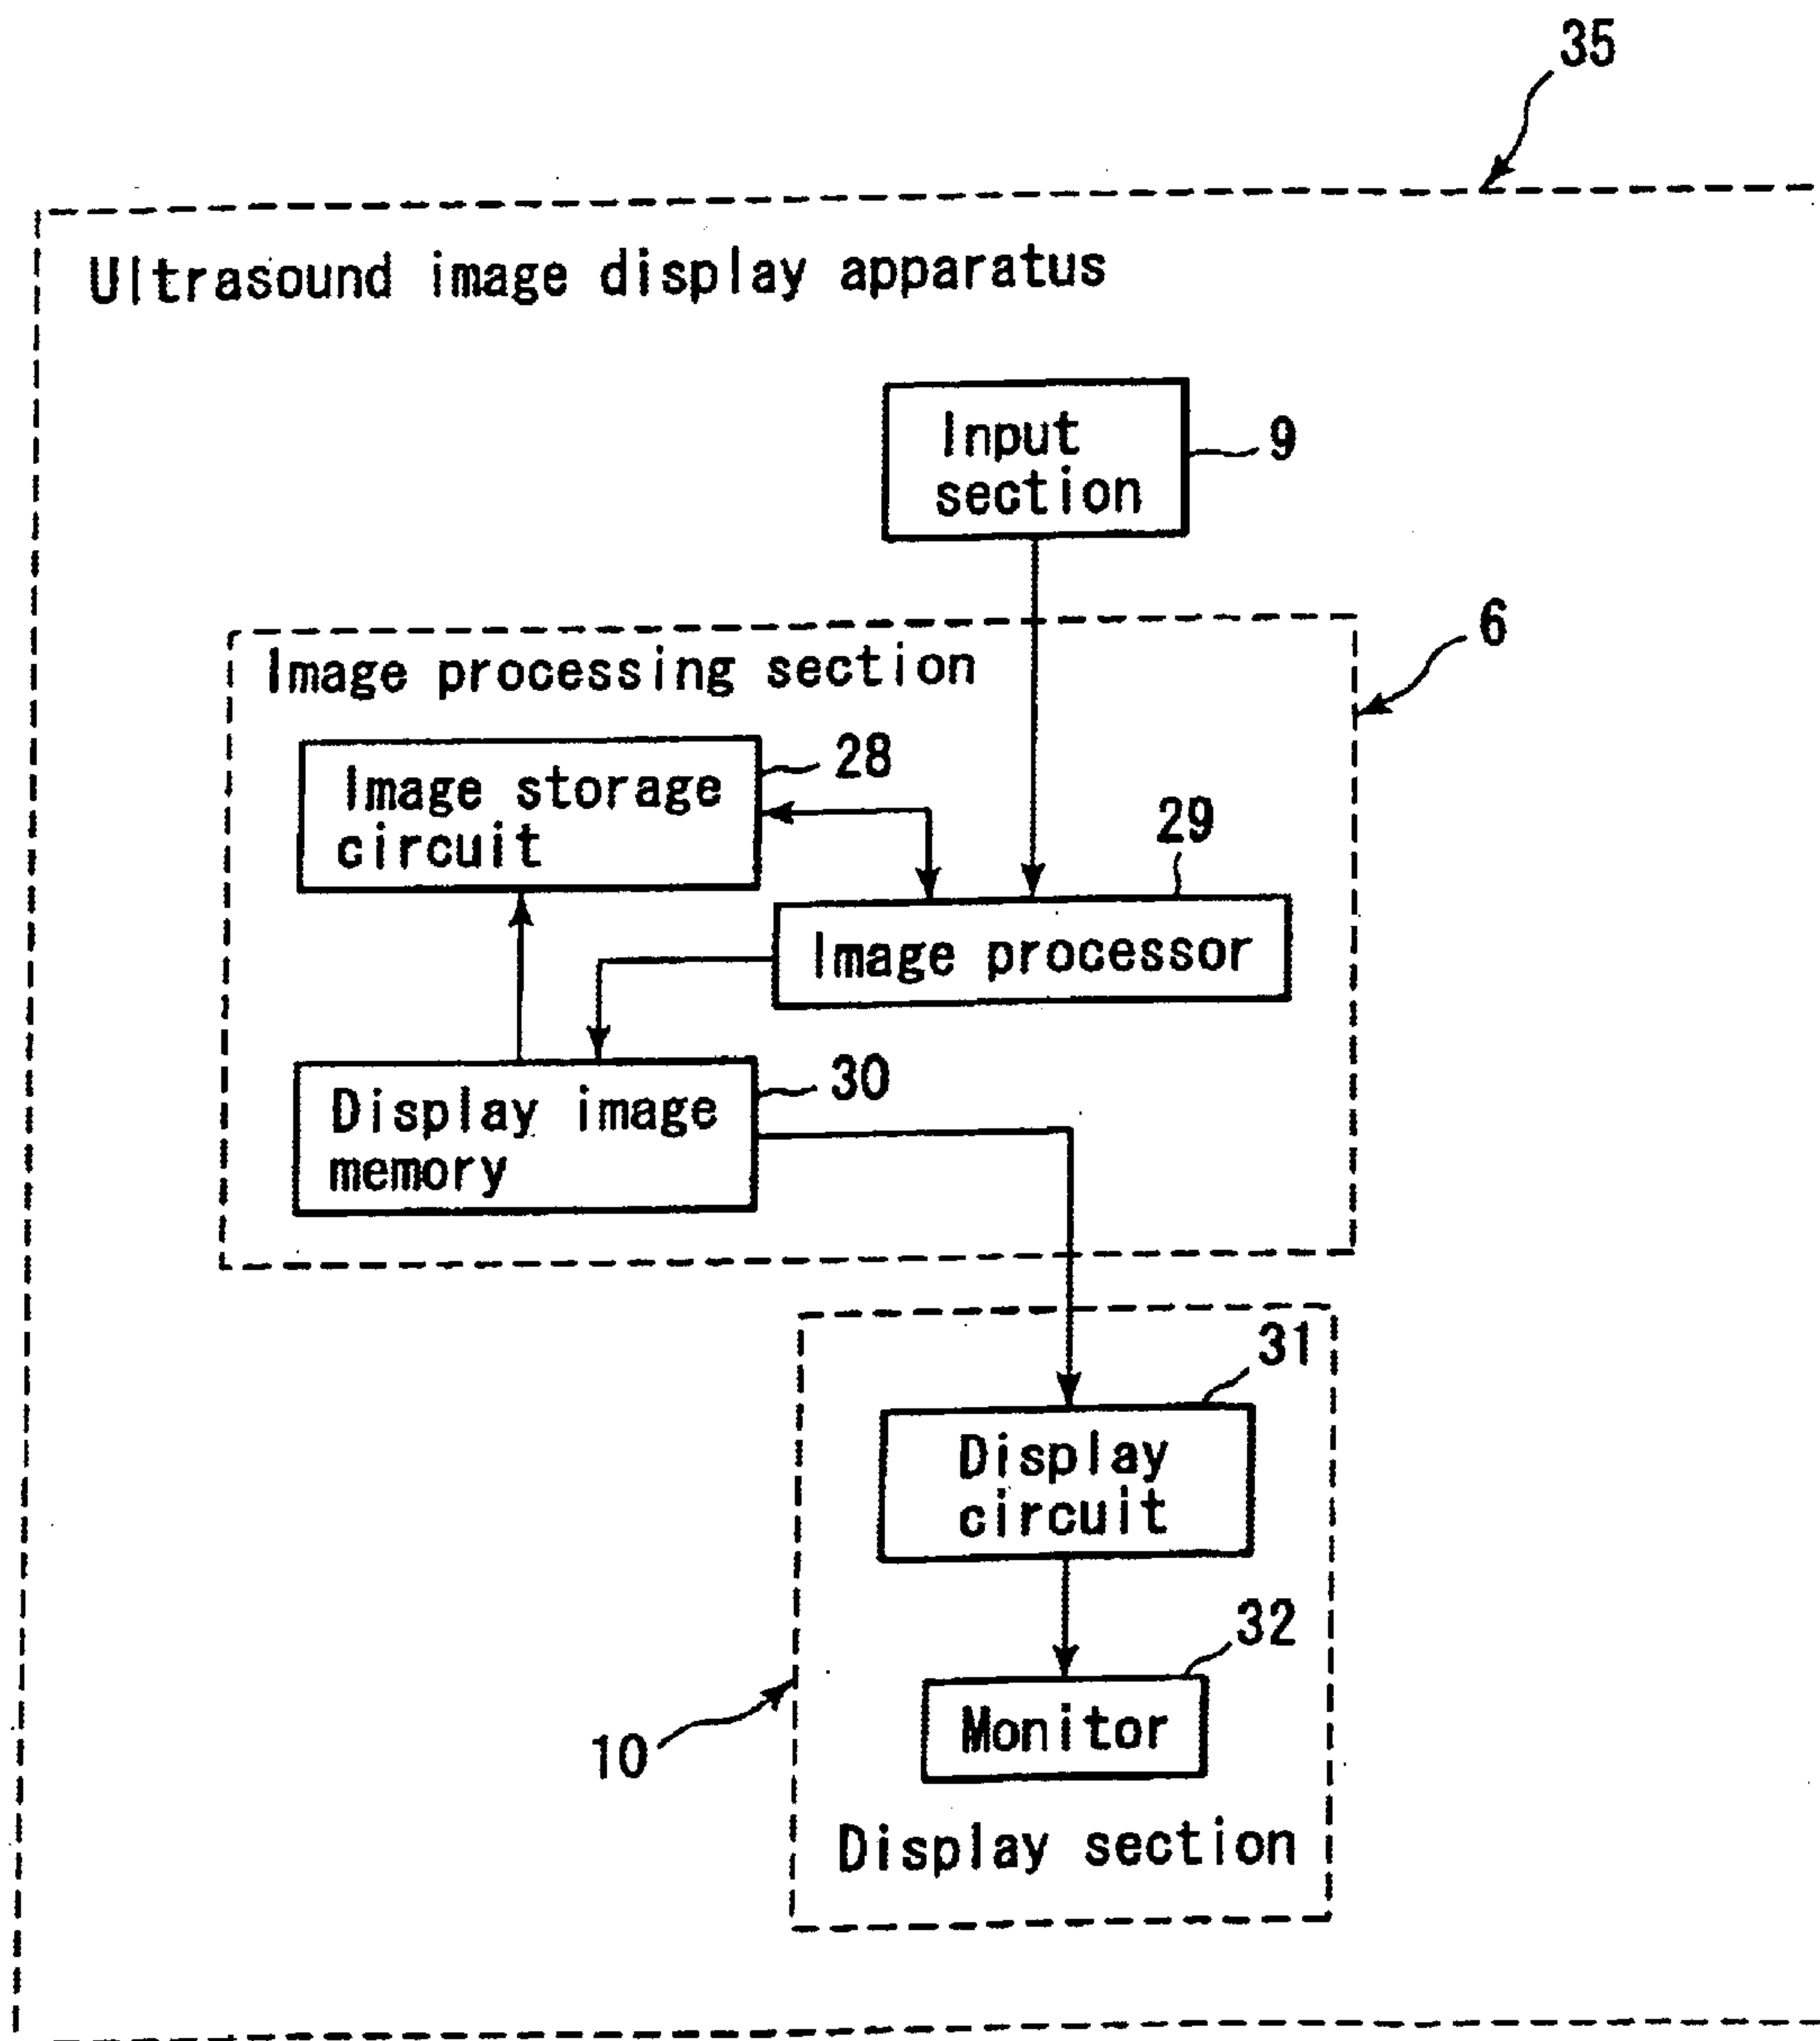 35
Ultrasound image display apparatus
Input
section
9
6
Image processing section
28
Image storage
circuit
29
Image processor
30
Display image
memory
31
Display
circuit
32
Monitor
10
Display section